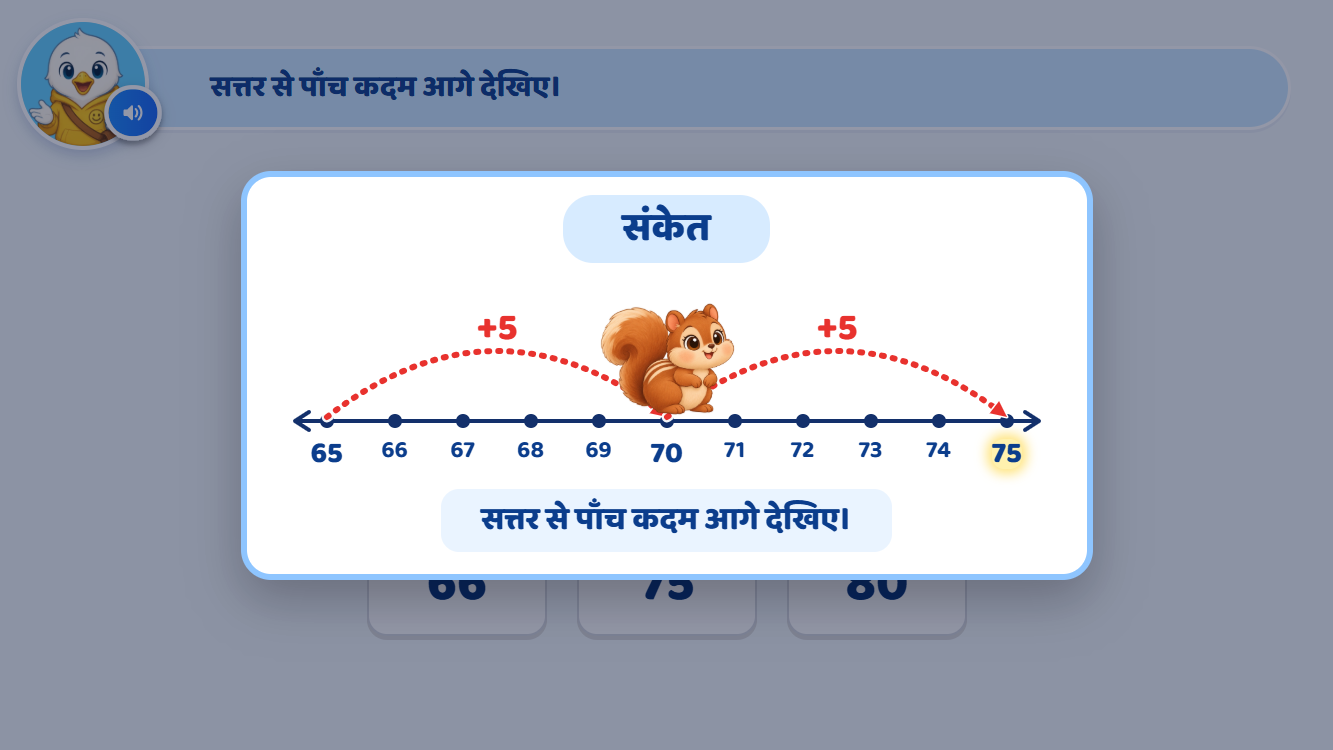 सत्तर से पाँच कदम आगे देखिए।
संकेत
+5 +5
65 66 67 68 69 70 71 72 73 74 75
सत्तर से पाँच कदम आगे देखिए।
66 75 80